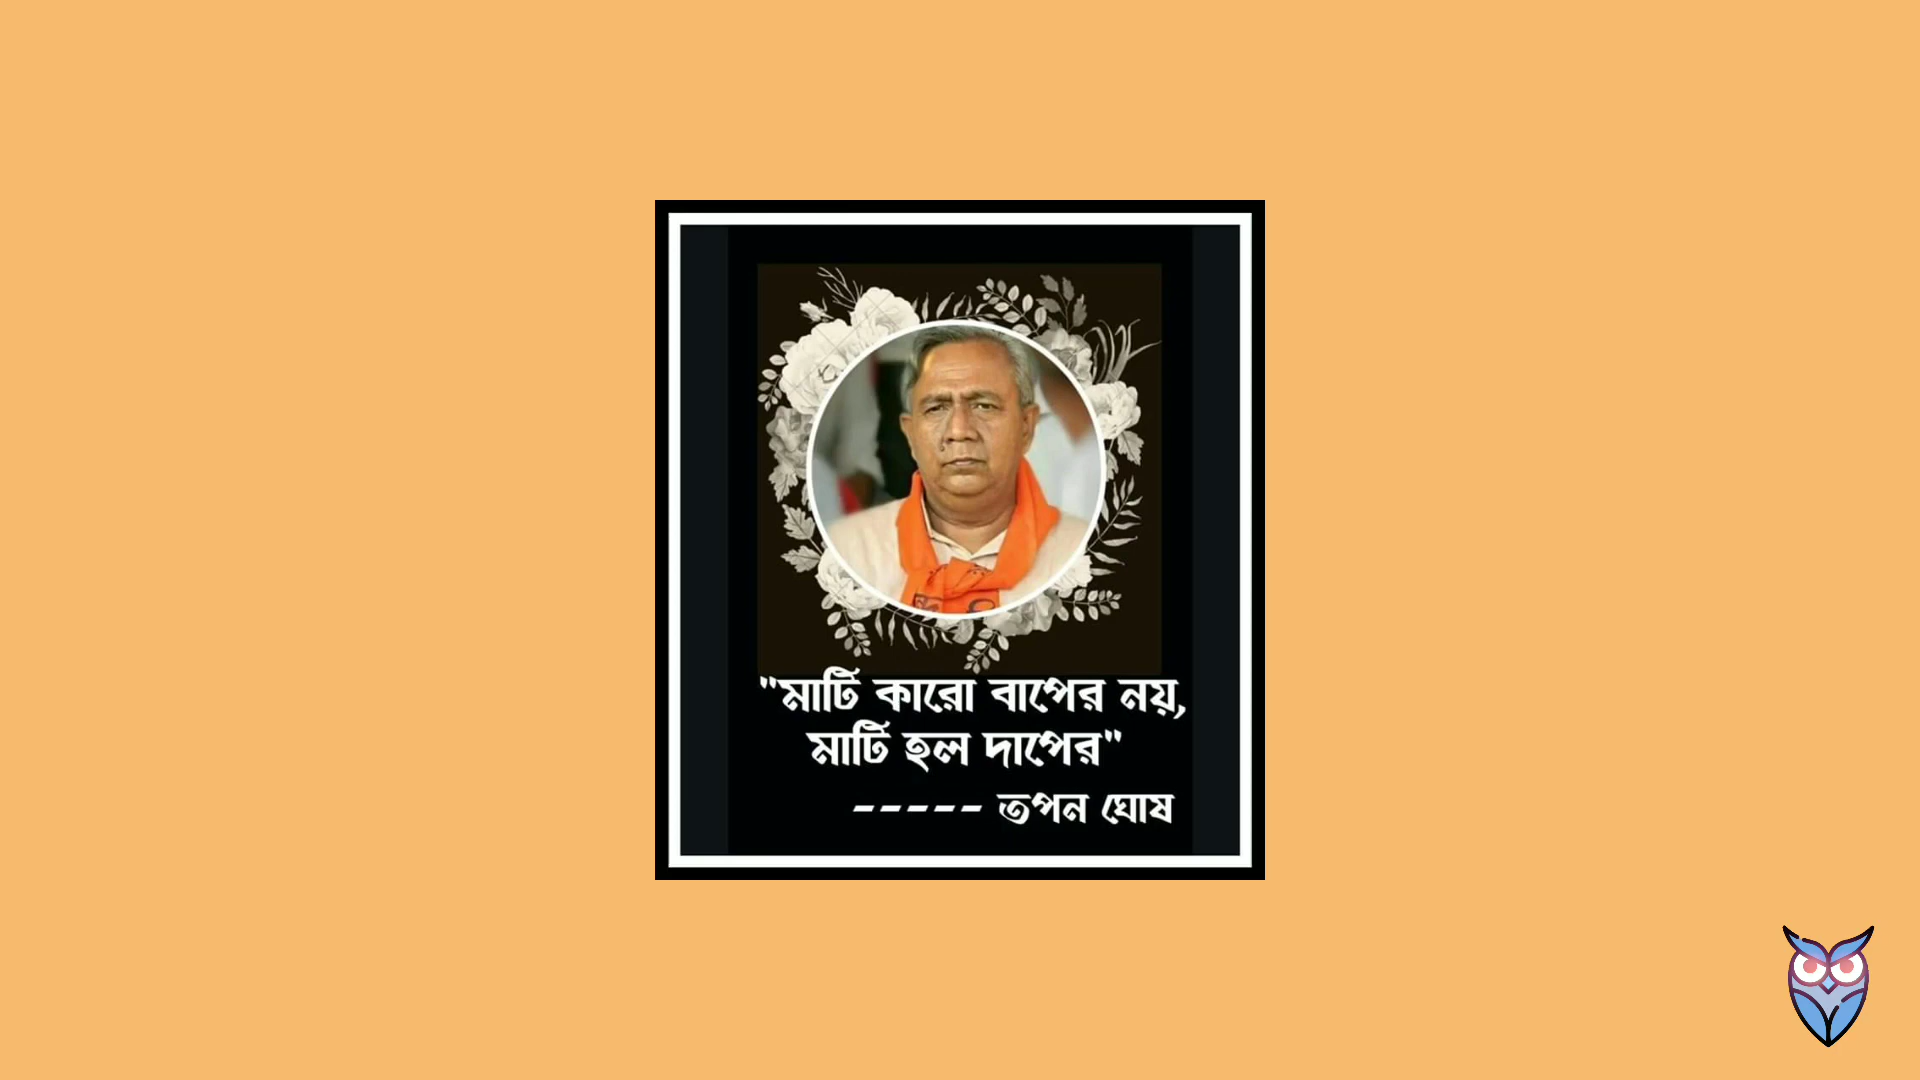 "মাটি কারো বাপের নয়,
মাটি হল দাপের"
----- তপন ঘোষ